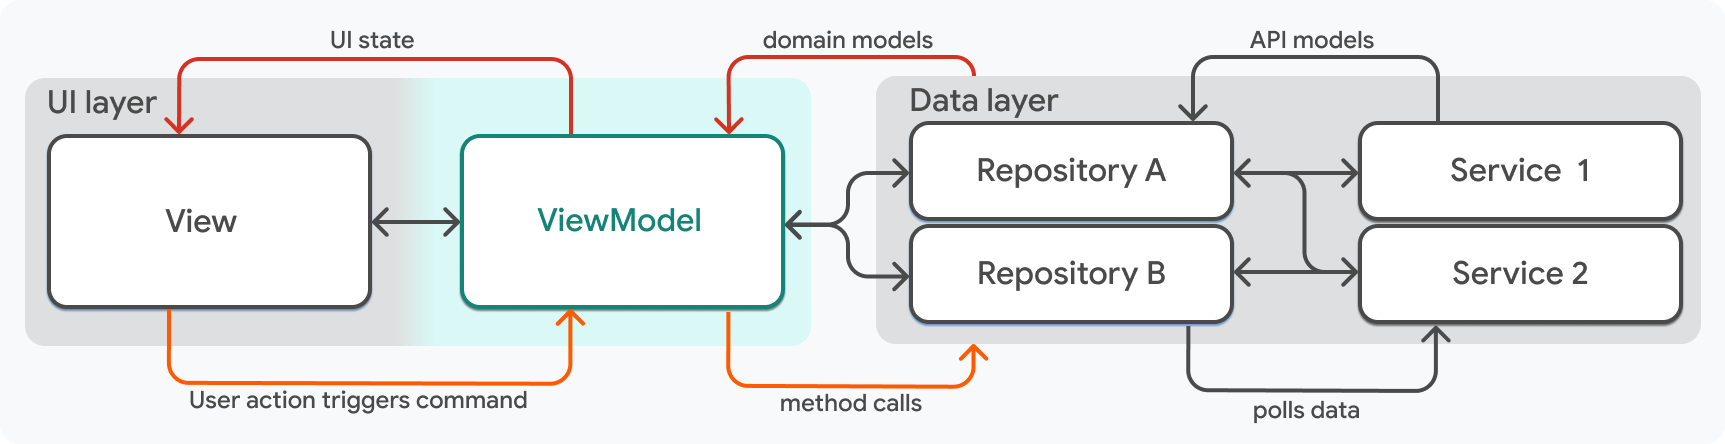 UI state
domain models
API models
UI layer
Data layer
View
ViewModel
Repository A
Service 1
Repository B
Service 2
User action triggers command
method calls
polls data